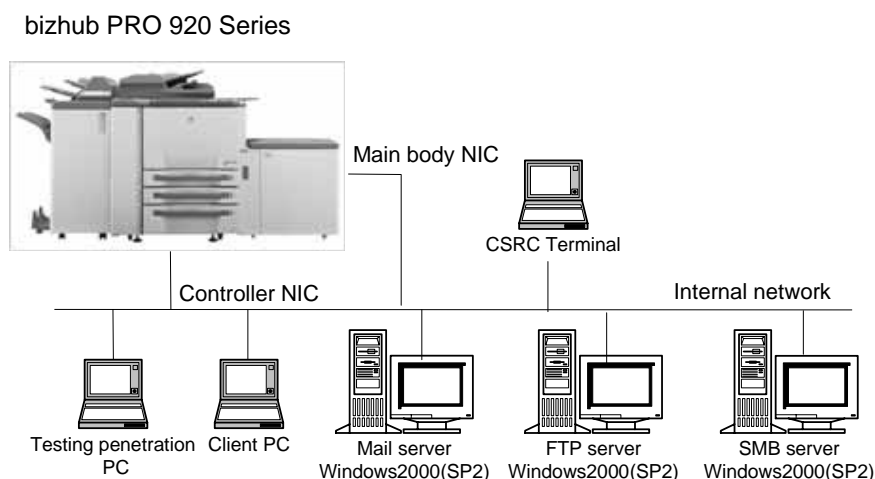 bizhub PRO 920 Series
Main body NIC
CSRC Terminal
Controller NIC
Internal network
Testing penetration
PC
Client PC
Mail server
Windows2000(SP2)
FTP server
Windows2000(SP2)
SMB server
Windows2000(SP2)